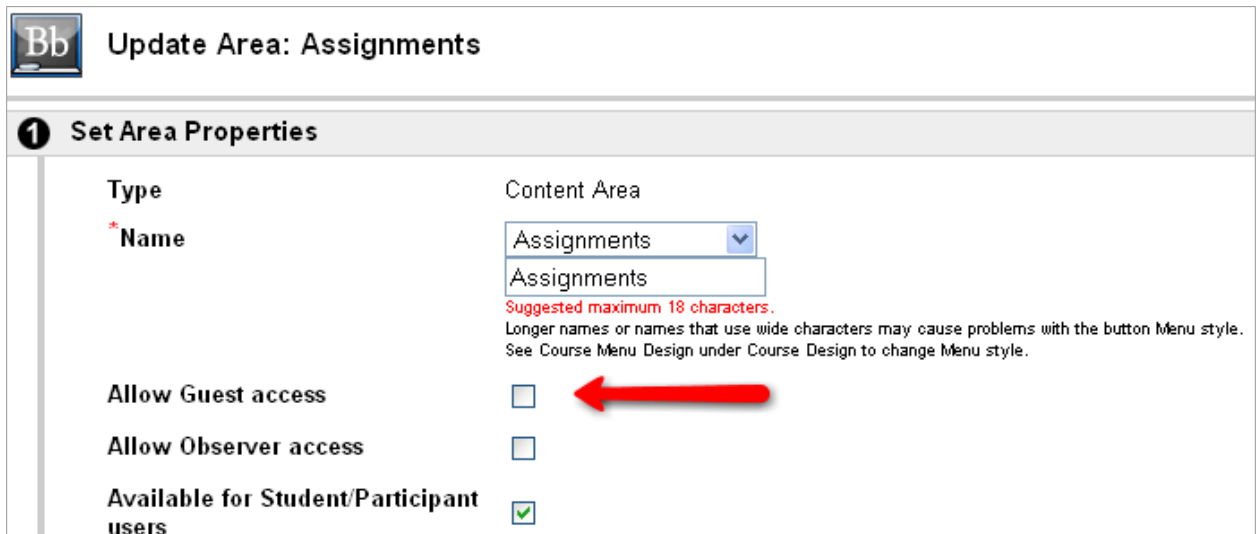 Bb
Update Area: Assignments
1 Set Area Properties
Type Content Area
*Name Assignments
Assignments
Suggested maximum 18 characters.
Longer names or names that use wide characters may cause problems with the button Menu style.
See Course Menu Design under Course Design to change Menu style.
Allow Guest access
Allow Observer access
Available for Student/Participant
users